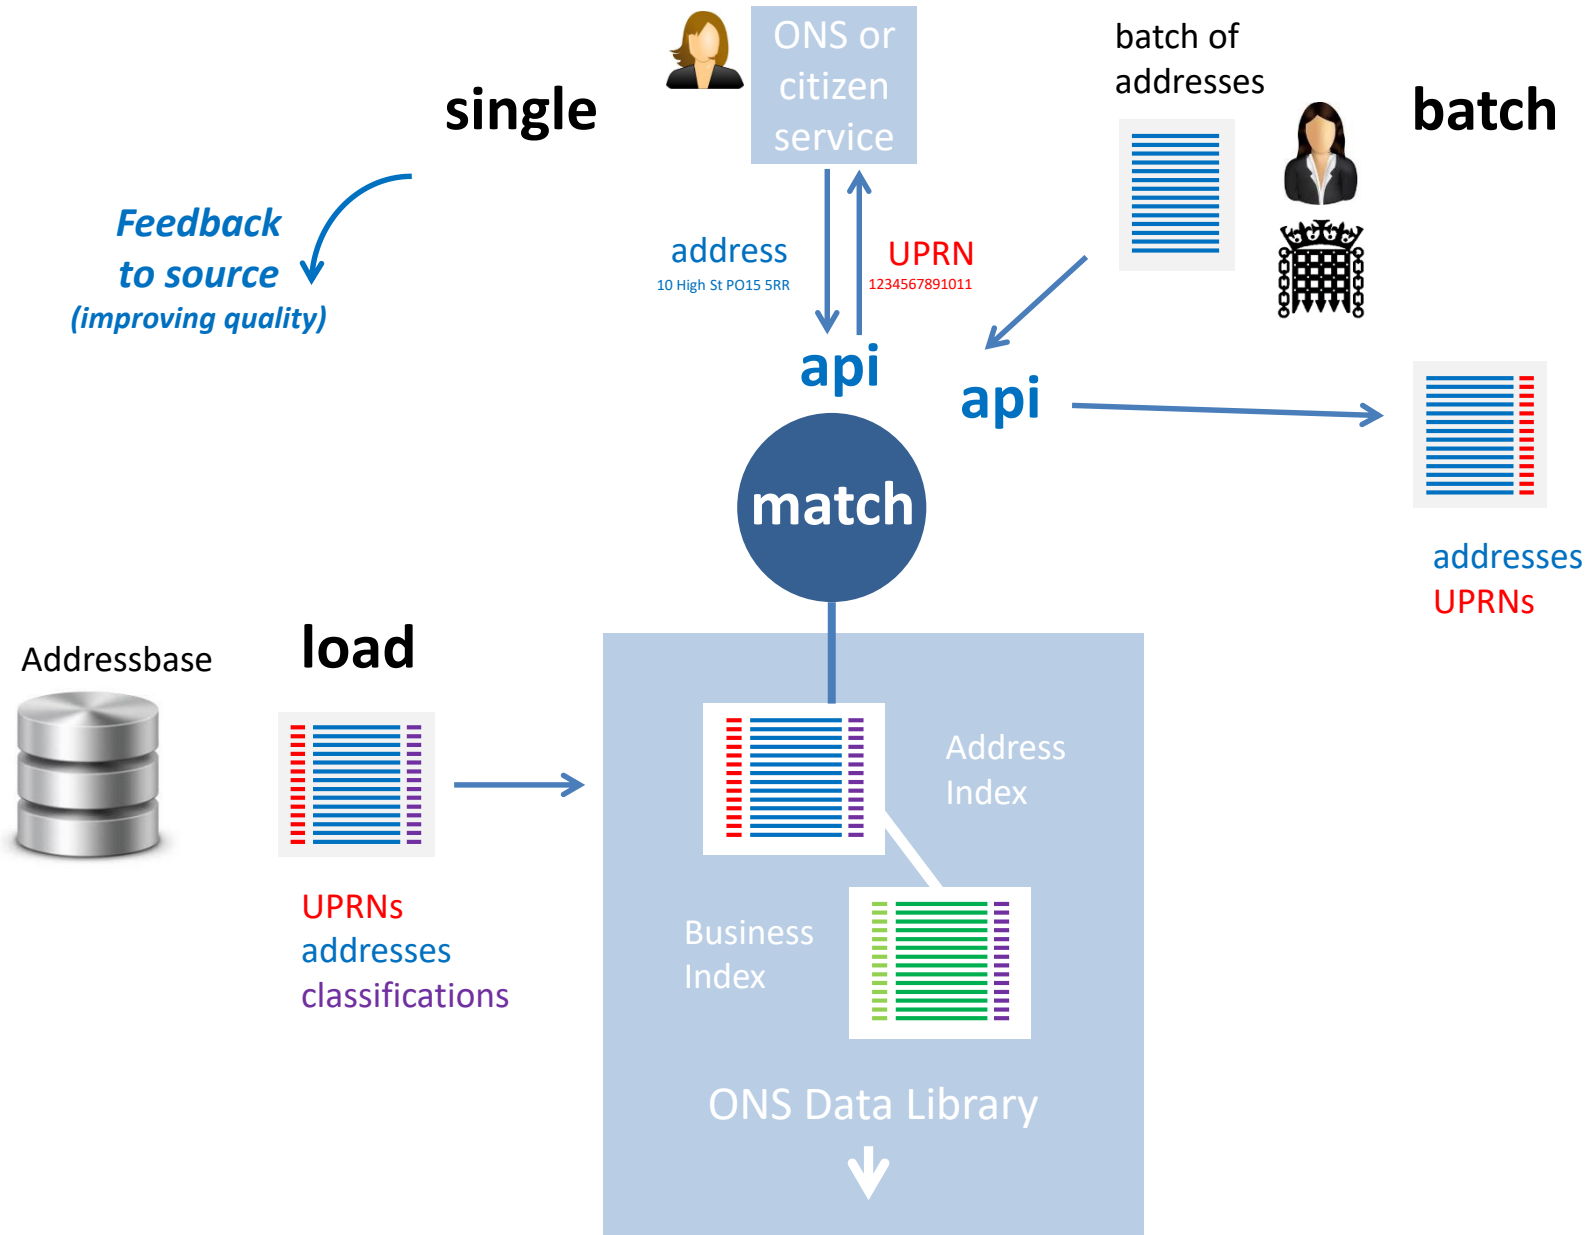 single
ONS or
citizen
service
batch of
addresses
batch
Feedback
to source
(improving quality)
address
10 High St PO15 5RR
UPRN
1234567891011
api
api
match
addresses
UPRNs
Addressbase
load
UPRNs
addresses
classifications
Address
Index
Business
Index
ONS Data Library